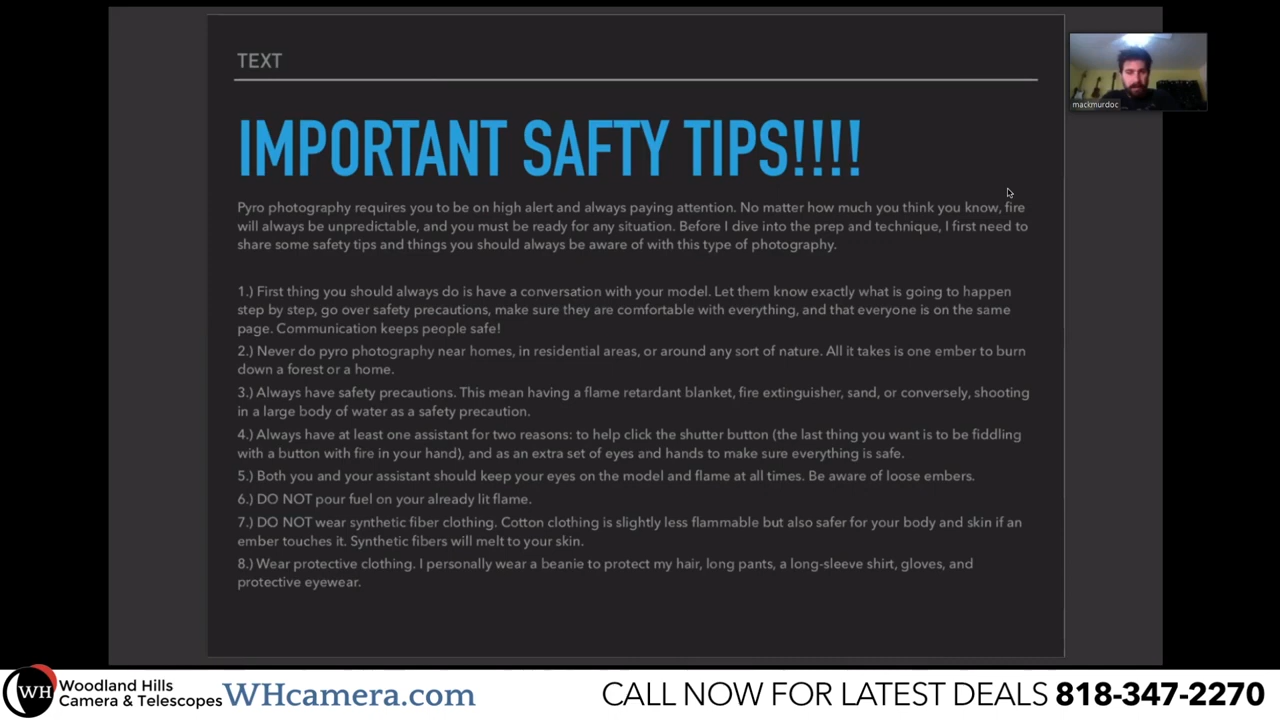 TEXT
IMPORTANT SAFTY TIPS!!!!
Pyro photography requires you to be on high alert and always paying attention. No matter how much you think you know, fire
will always be unpredictable, and you must be ready for any situation. Before I dive into the prep and technique, I first need to
share some safety tips and things you should always be aware of with this type of photography.
1.) First thing you should always do is have a conversation with your model. Let them know exactly what is going to happen
step by step, go over safety precautions, make sure they are comfortable with everything, and that everyone is on the same
page. Communication keeps people safe!
2.) Never do pyro photography near homes, in residential areas, or around any sort of nature. All it takes is one ember to burn
down a forest or a home.
3.) Always have safety precautions. This mean having a flame retardant blanket, fire extinguisher, sand, or conversely, shooting
in a large body of water as a safety precaution.
4.) Always have at least one assistant for two reasons: to help click the shutter button (the last thing you want is to be fiddling
with a button with fire in your hand), and as an extra set of eyes and hands to make sure everything is safe.
5.) Both you and your assistant should keep your eyes on the model and flame at all times. Be aware of loose embers.
6.) DO NOT pour fuel on your already lit flame.
7.) DO NOT wear synthetic fiber clothing. Cotton clothing is slightly less flammable but also safer for your body and skin if an
ember touches it. Synthetic fibers will melt to your skin.
8.) Wear protective clothing. I personally wear a beanie to protect my hair, long pants, a long-sleeve shirt, gloves, and
protective eyewear.
mackmurdoc
WH
Woodland Hills
Camera & Telescopes
WHcamera.com
CALL NOW FOR LATEST DEALS 818-347-2270